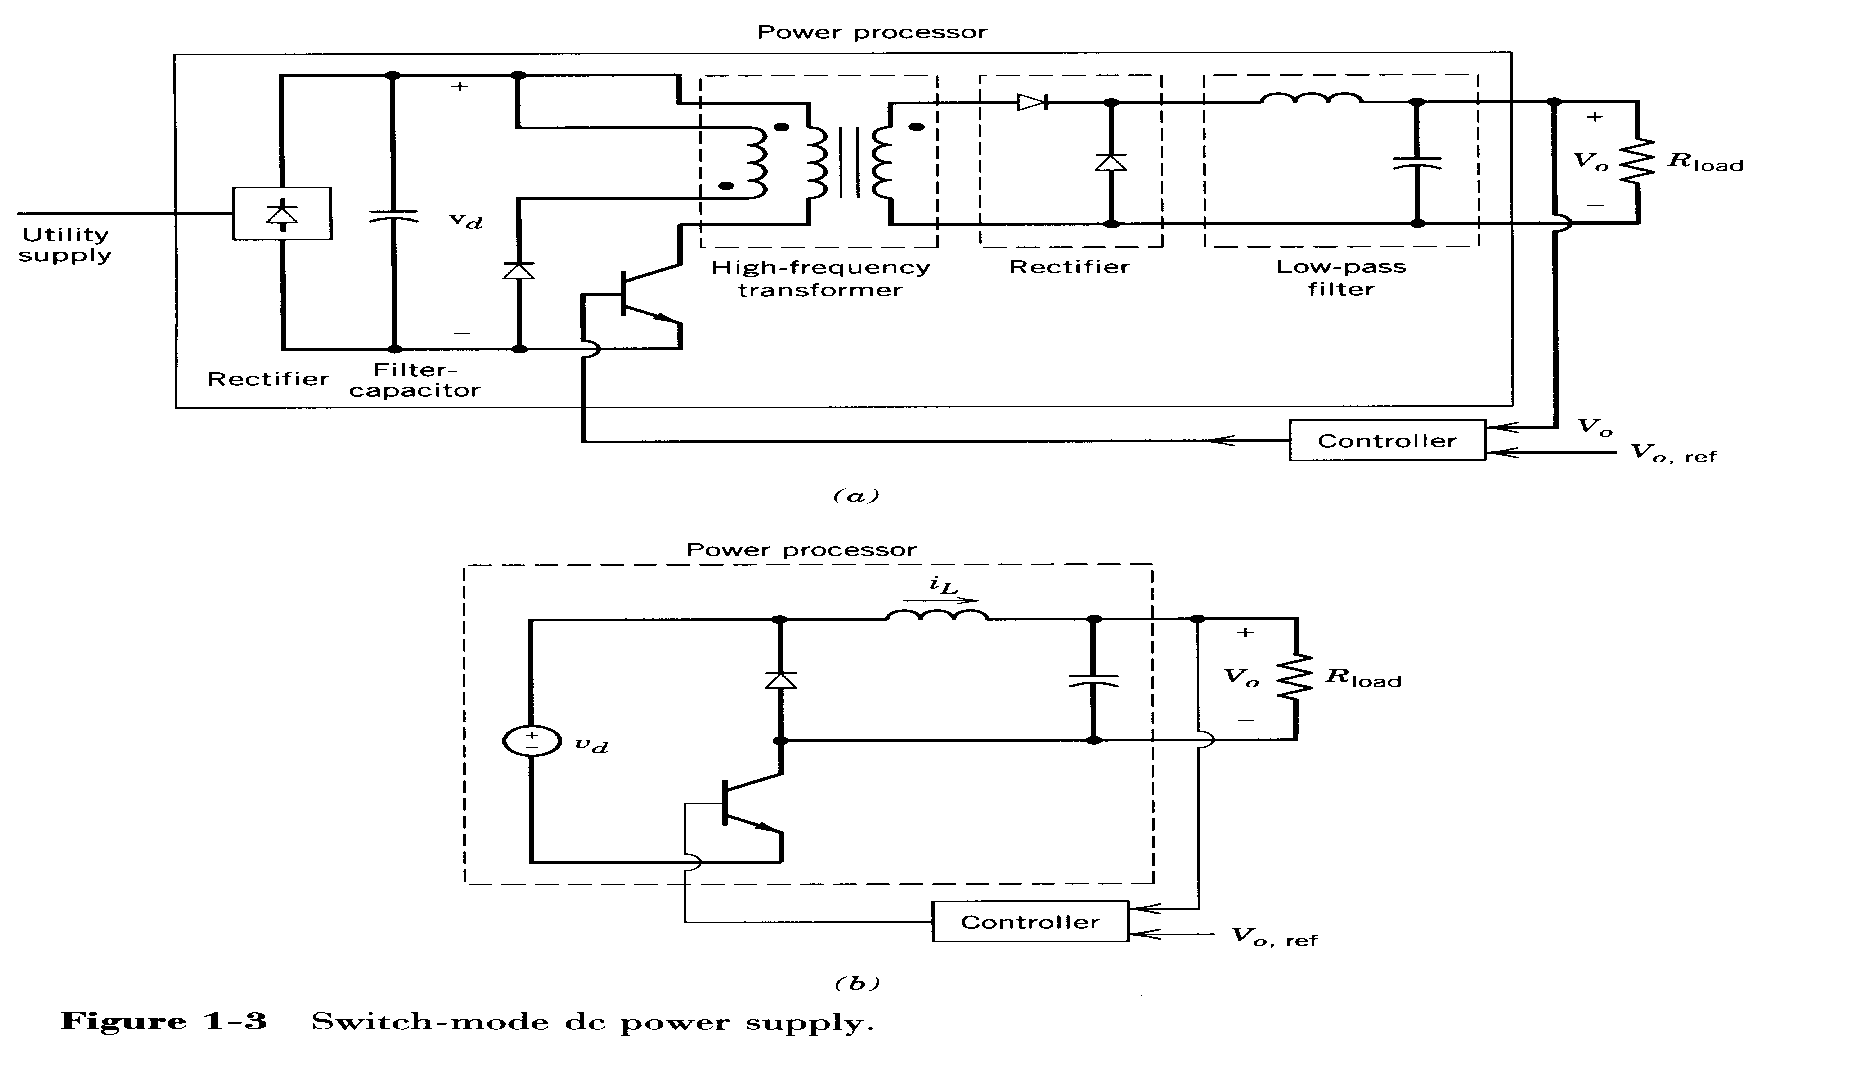 Power processor
+
+
v_d
V_o
R_load
Utility
supply
−
−
High-frequency
transformer
Rectifier
Low-pass
filter
Rectifier
Filter-
capacitor
Controller
V_o
V_o, ref
(a)
Power processor
i_L
+
V_o
R_load
−
+
−
v_d
Controller
V_o, ref
(b)
Figure 1-3 Switch-mode dc power supply.